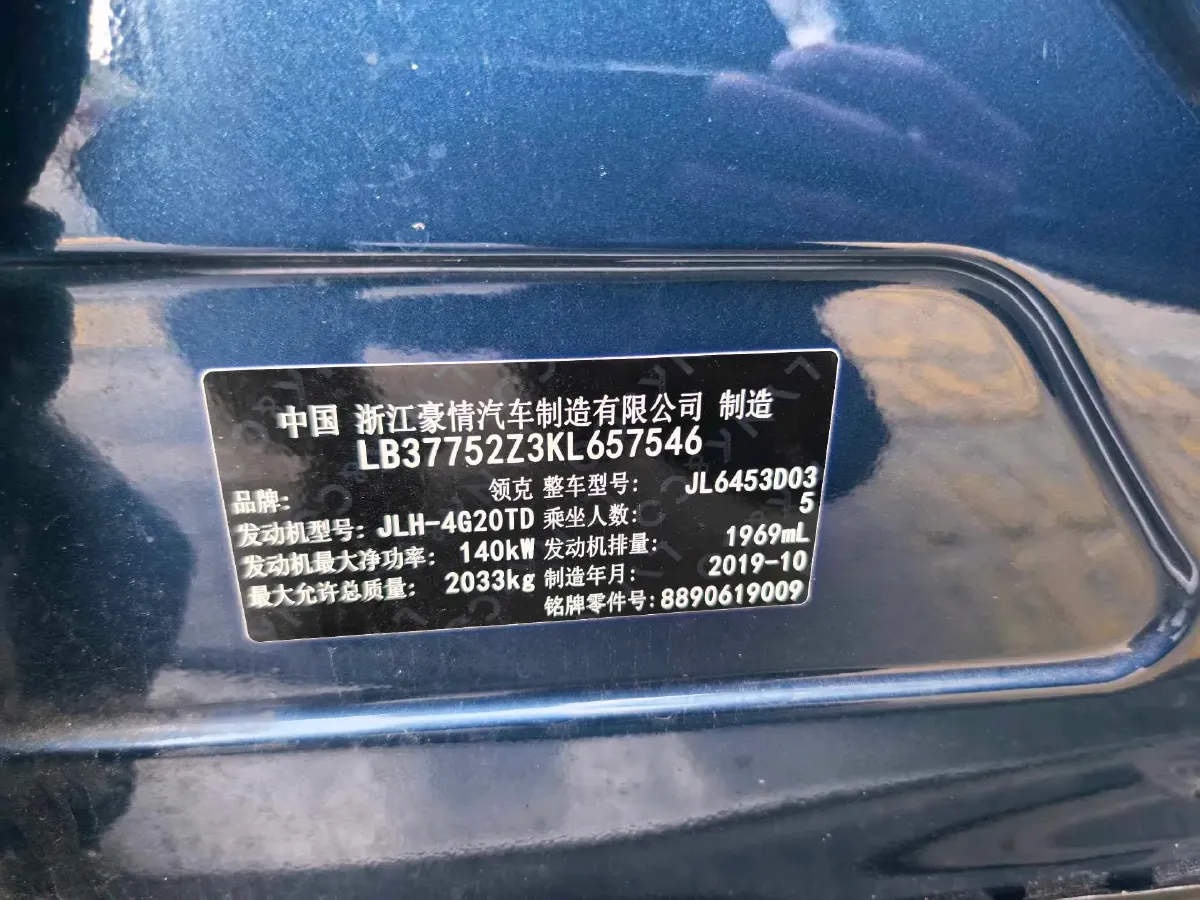 中国 浙江豪情汽车制造有限公司 制造
LB37752Z3KL657546
品牌: 领克 整车型号: JL6453D03
发动机型号: JLH-4G20TD 乘坐人数: 5
发动机最大净功率: 140kW 发动机排量: 1969mL
最大允许总质量: 2033kg 制造年月: 2019-10
铭牌零件号:8890619009